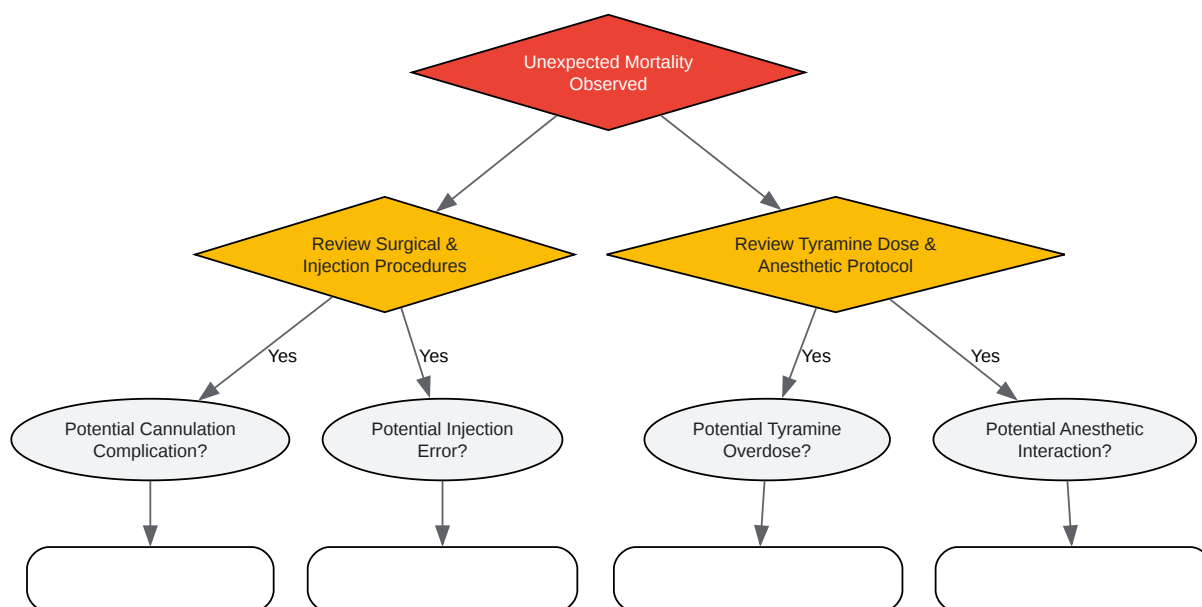 Unexpected Mortality
Observed
Review Surgical &
Injection Procedures
Review Tyramine Dose &
Anesthetic Protocol
Yes
Yes
Yes
Yes
Potential Cannulation
Complication?
Potential Injection
Error?
Potential Tyramine
Overdose?
Potential Anesthetic
Interaction?